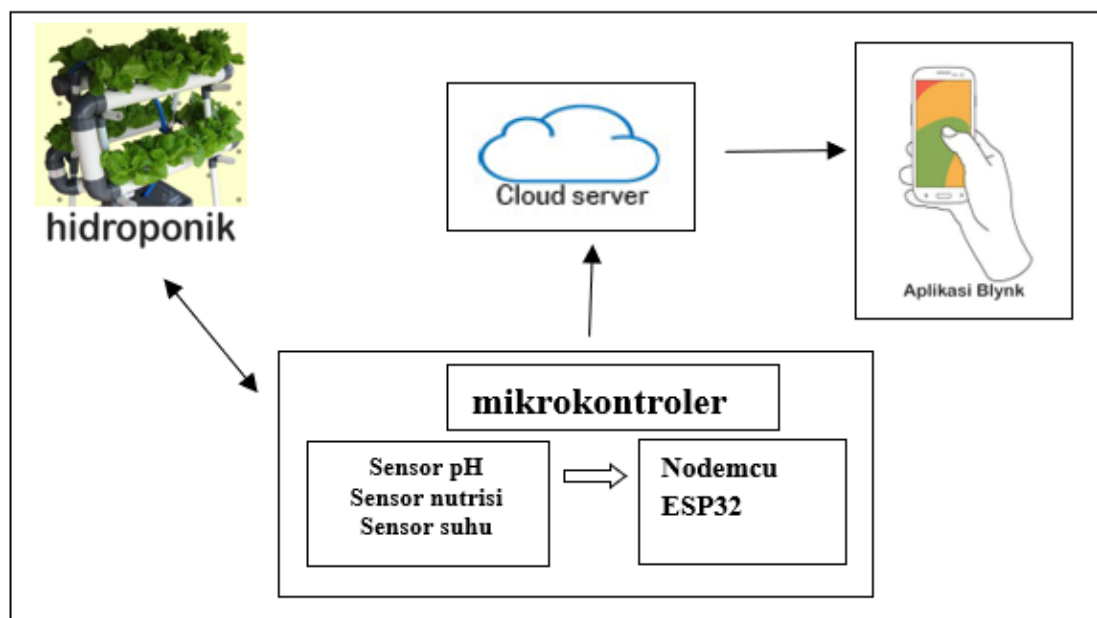 hidroponik
Cloud server
Aplikasi Blynk
mikrokontroler
Sensor pH
Sensor nutrisi
Sensor suhu
Nodemcu
ESP32